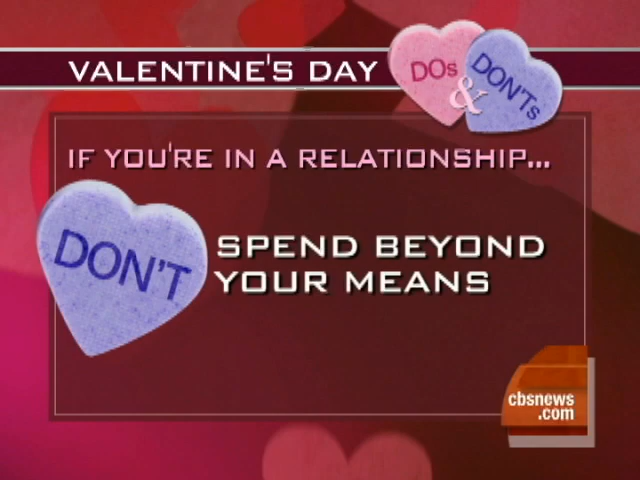 VALENTINE'S DAY
DOs
&
DON'Ts
IF YOU'RE IN A RELATIONSHIP...
DON'T
SPEND BEYOND
YOUR MEANS
cbsnews
.com